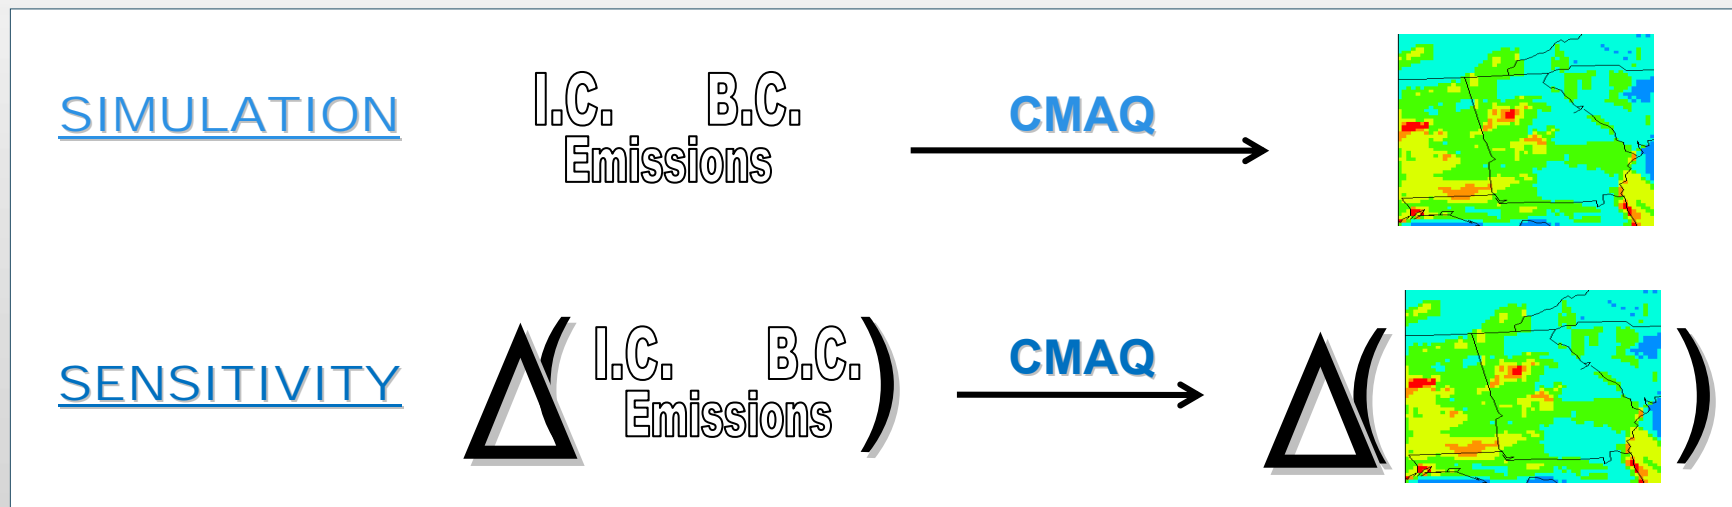 SIMULATION
I.C. B.C.
Emissions
CMAQ
SENSITIVITY
Δ( I.C. B.C.
Emissions )
CMAQ
Δ( )